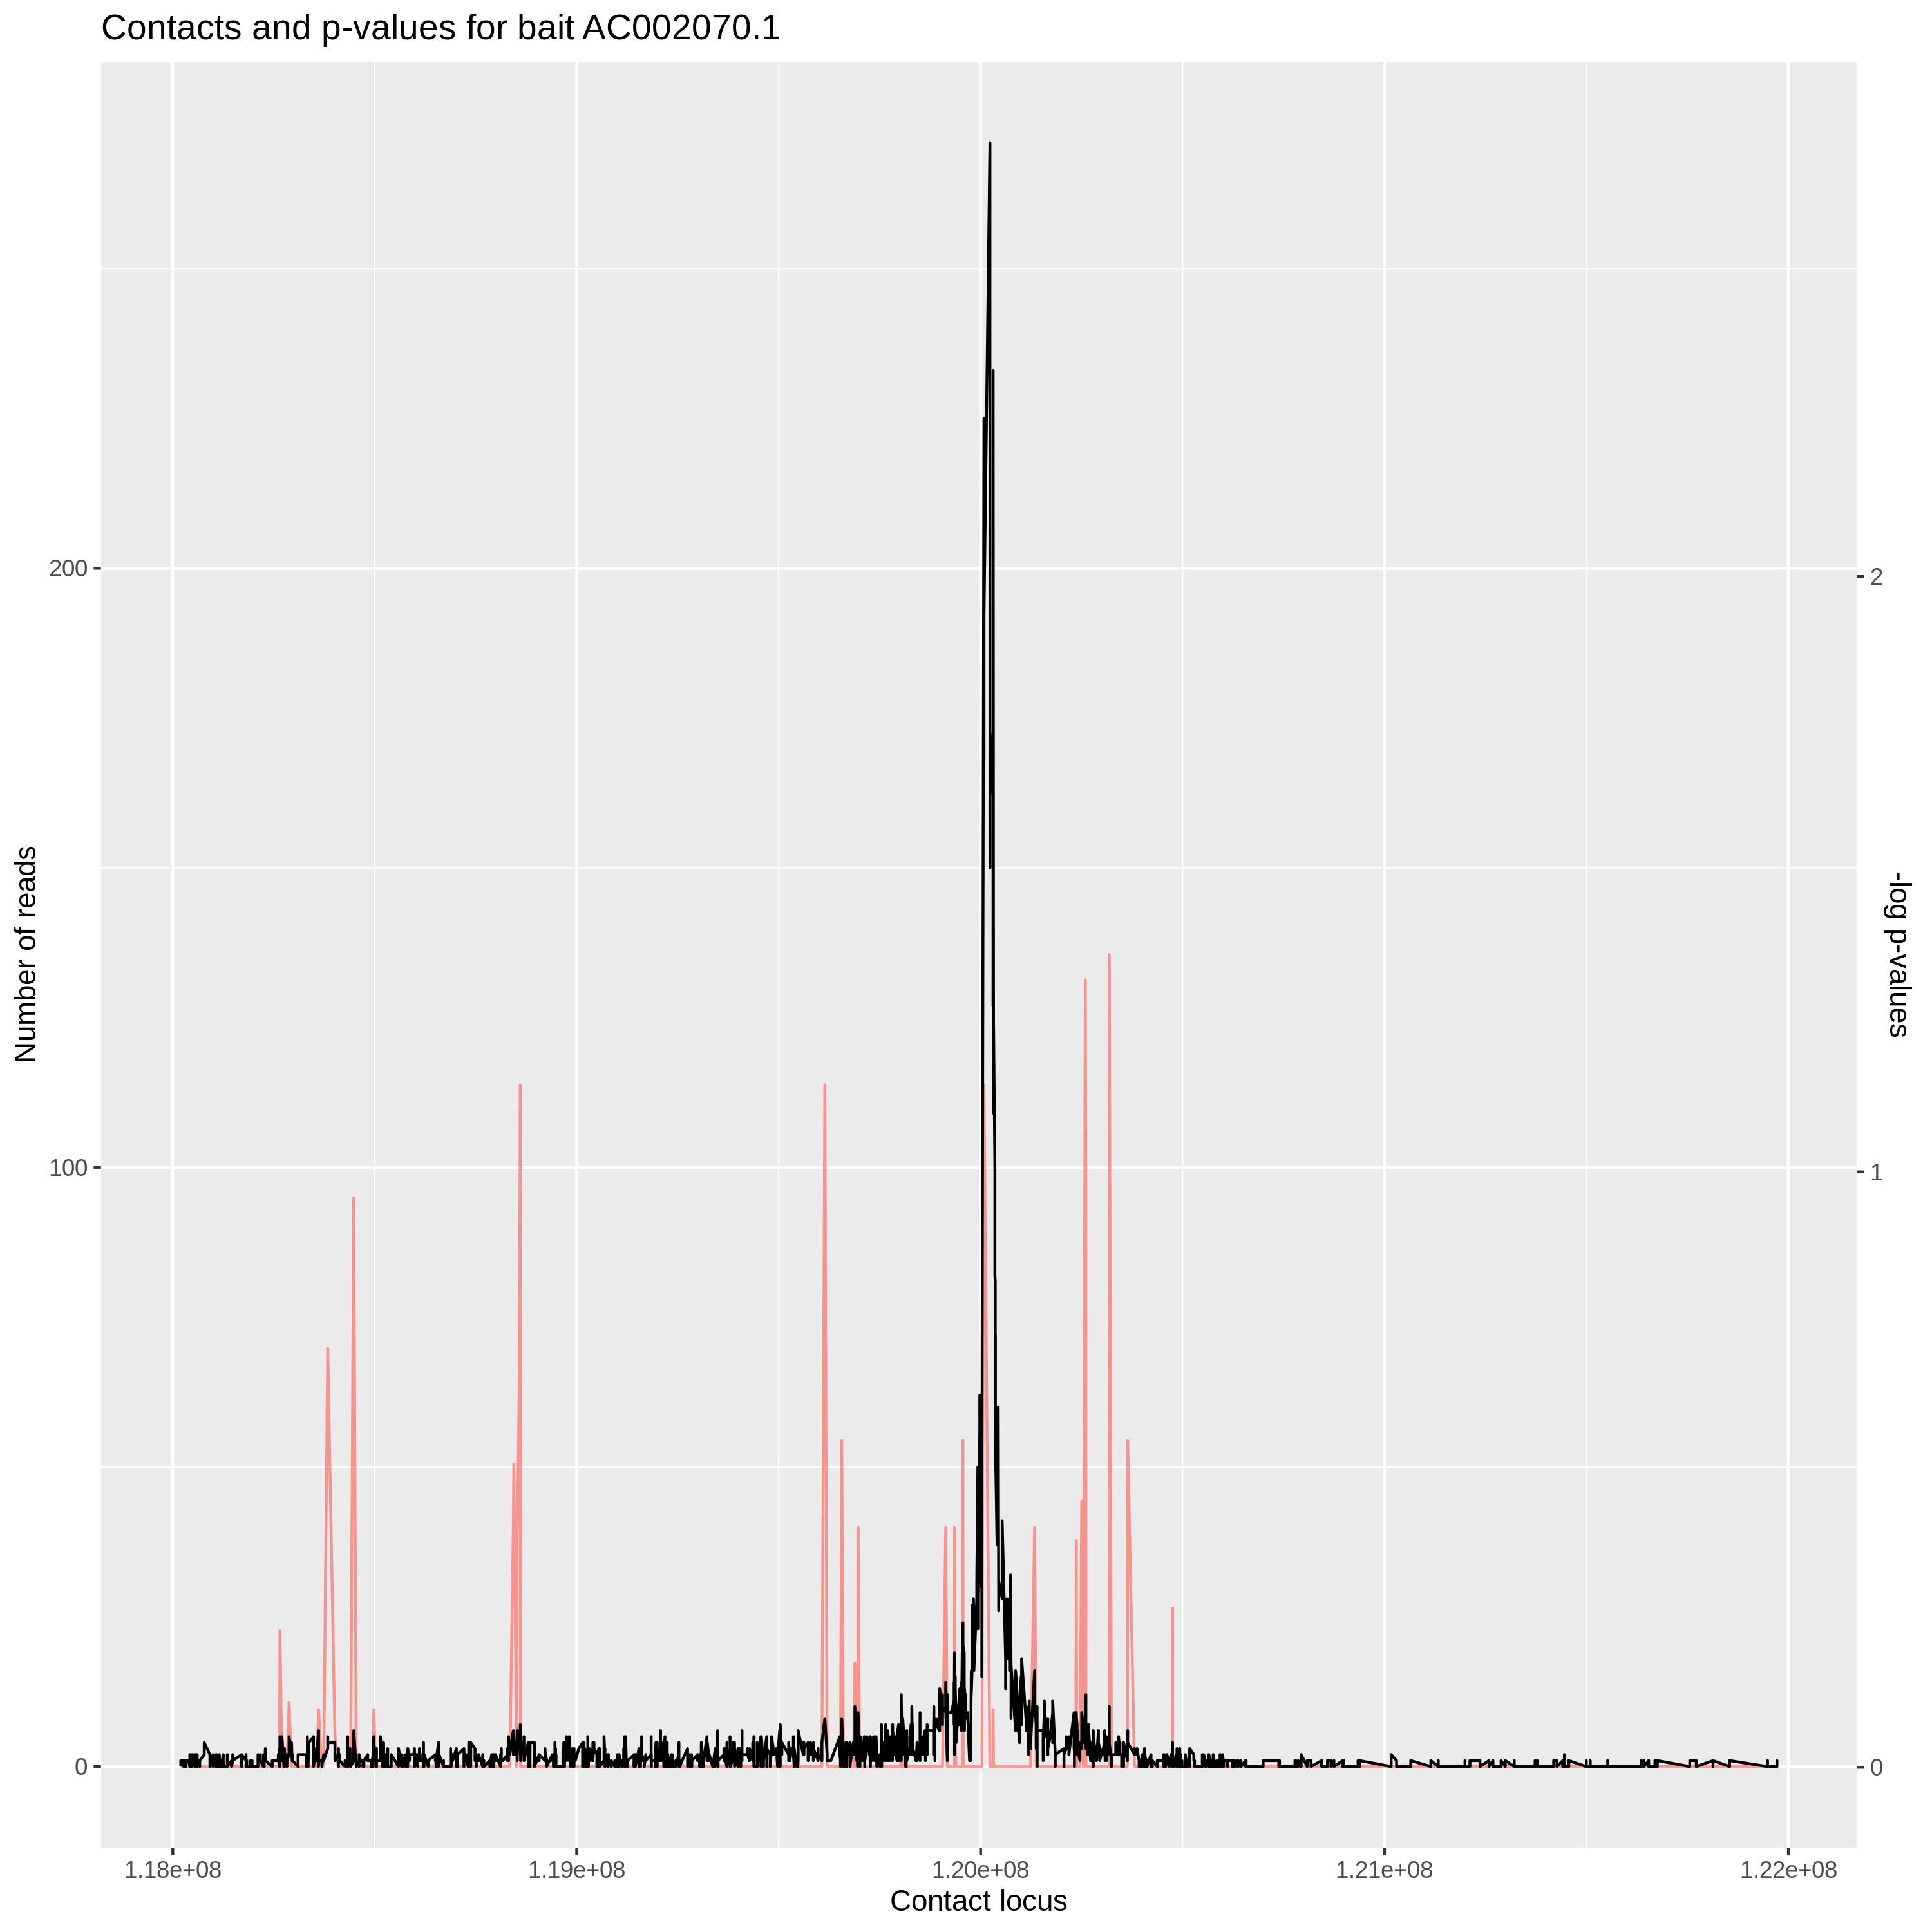 Contacts and p-values for bait AC002070.1
200
100
0
Number of reads
2
1
0
-log p-values
1.18e+08
1.19e+08
1.20e+08
1.21e+08
1.22e+08
Contact locus